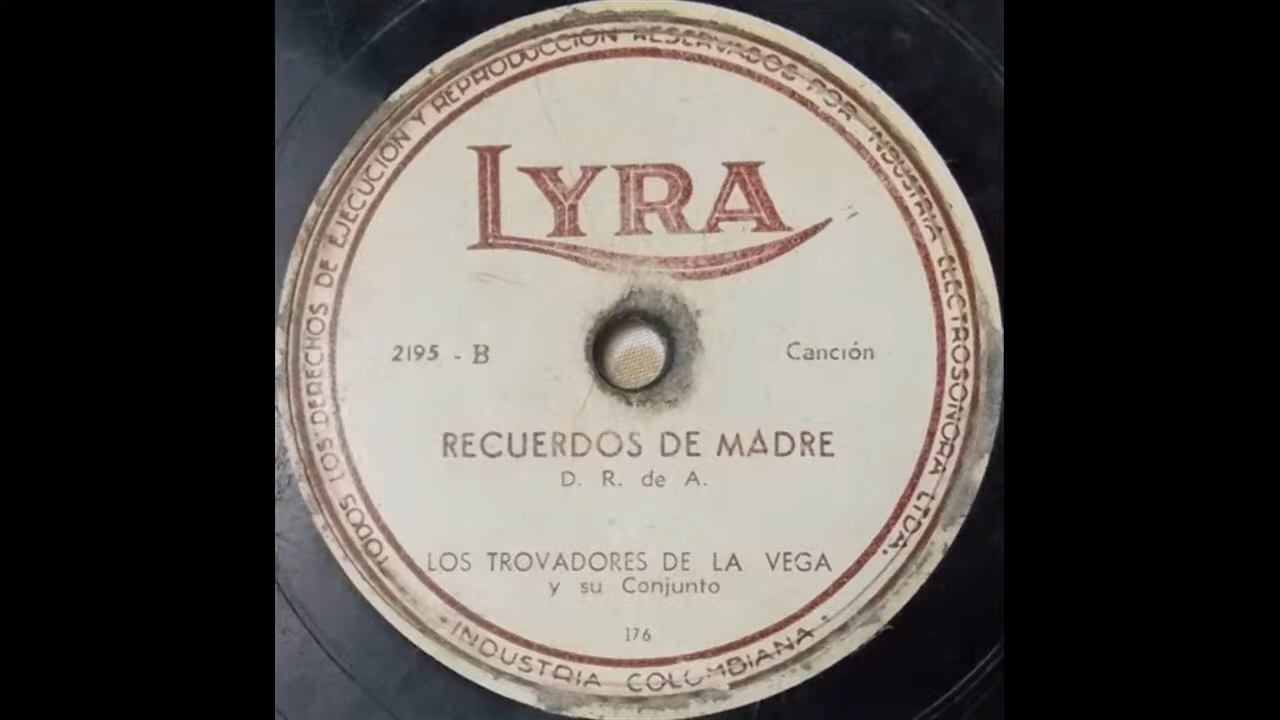 TODOS LOS DERECHOS DE EJECUCION Y REPRODUCCION RESERVADOS POR INDUSTRIA ELECTROSONORA LTDA.
LYRA
2195 - B
Canción
RECUERDOS DE MADRE
D. R. de A.
LOS TROVADORES DE LA VEGA
y su Conjunto
176
· INDUSTRIA COLOMBIANA ·